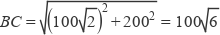 BC = √((100√2)² + 200²) = 100√6